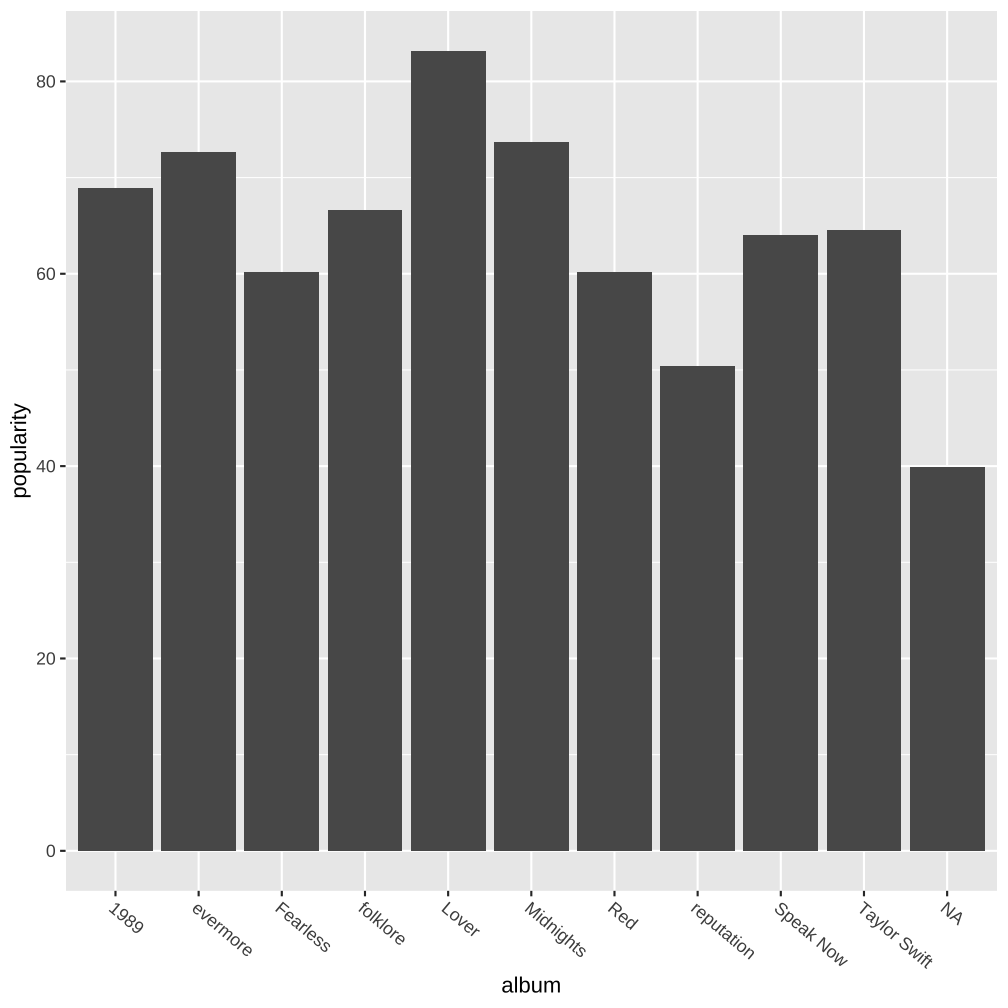 80
60
40
20
0
popularity
1989
evermore
Fearless
folklore
Lover
Midnights
Red
reputation
Speak Now
Taylor Swift
NA
album